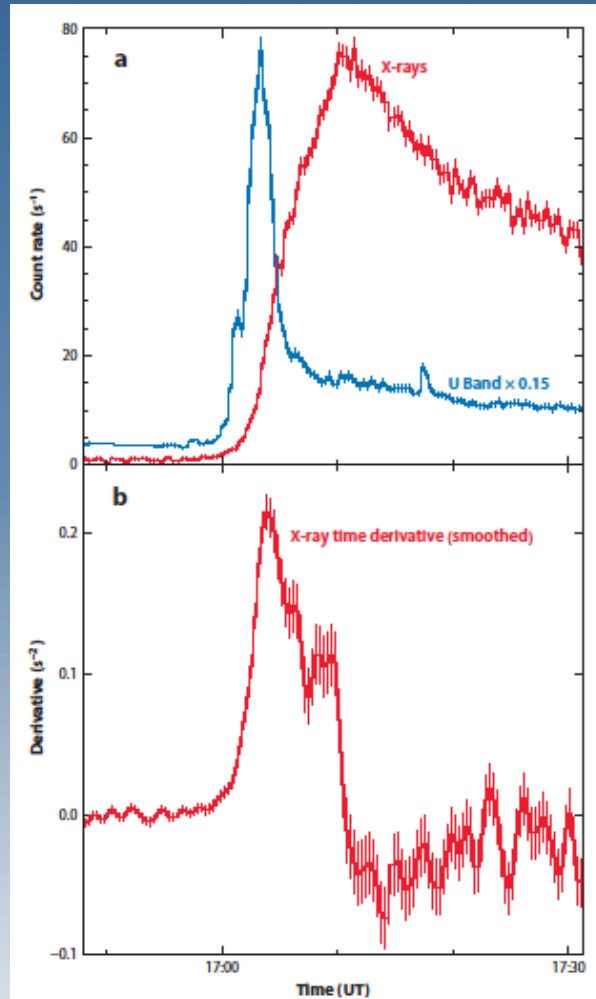 80
a
X-rays
60
Count rate (s⁻¹)
40
20
U Band × 0.15
0
b
0.2
X-ray time derivative (smoothed)
Derivative (s⁻²)
0.1
0.0
−0.1
17:00
17:30
Time (UT)